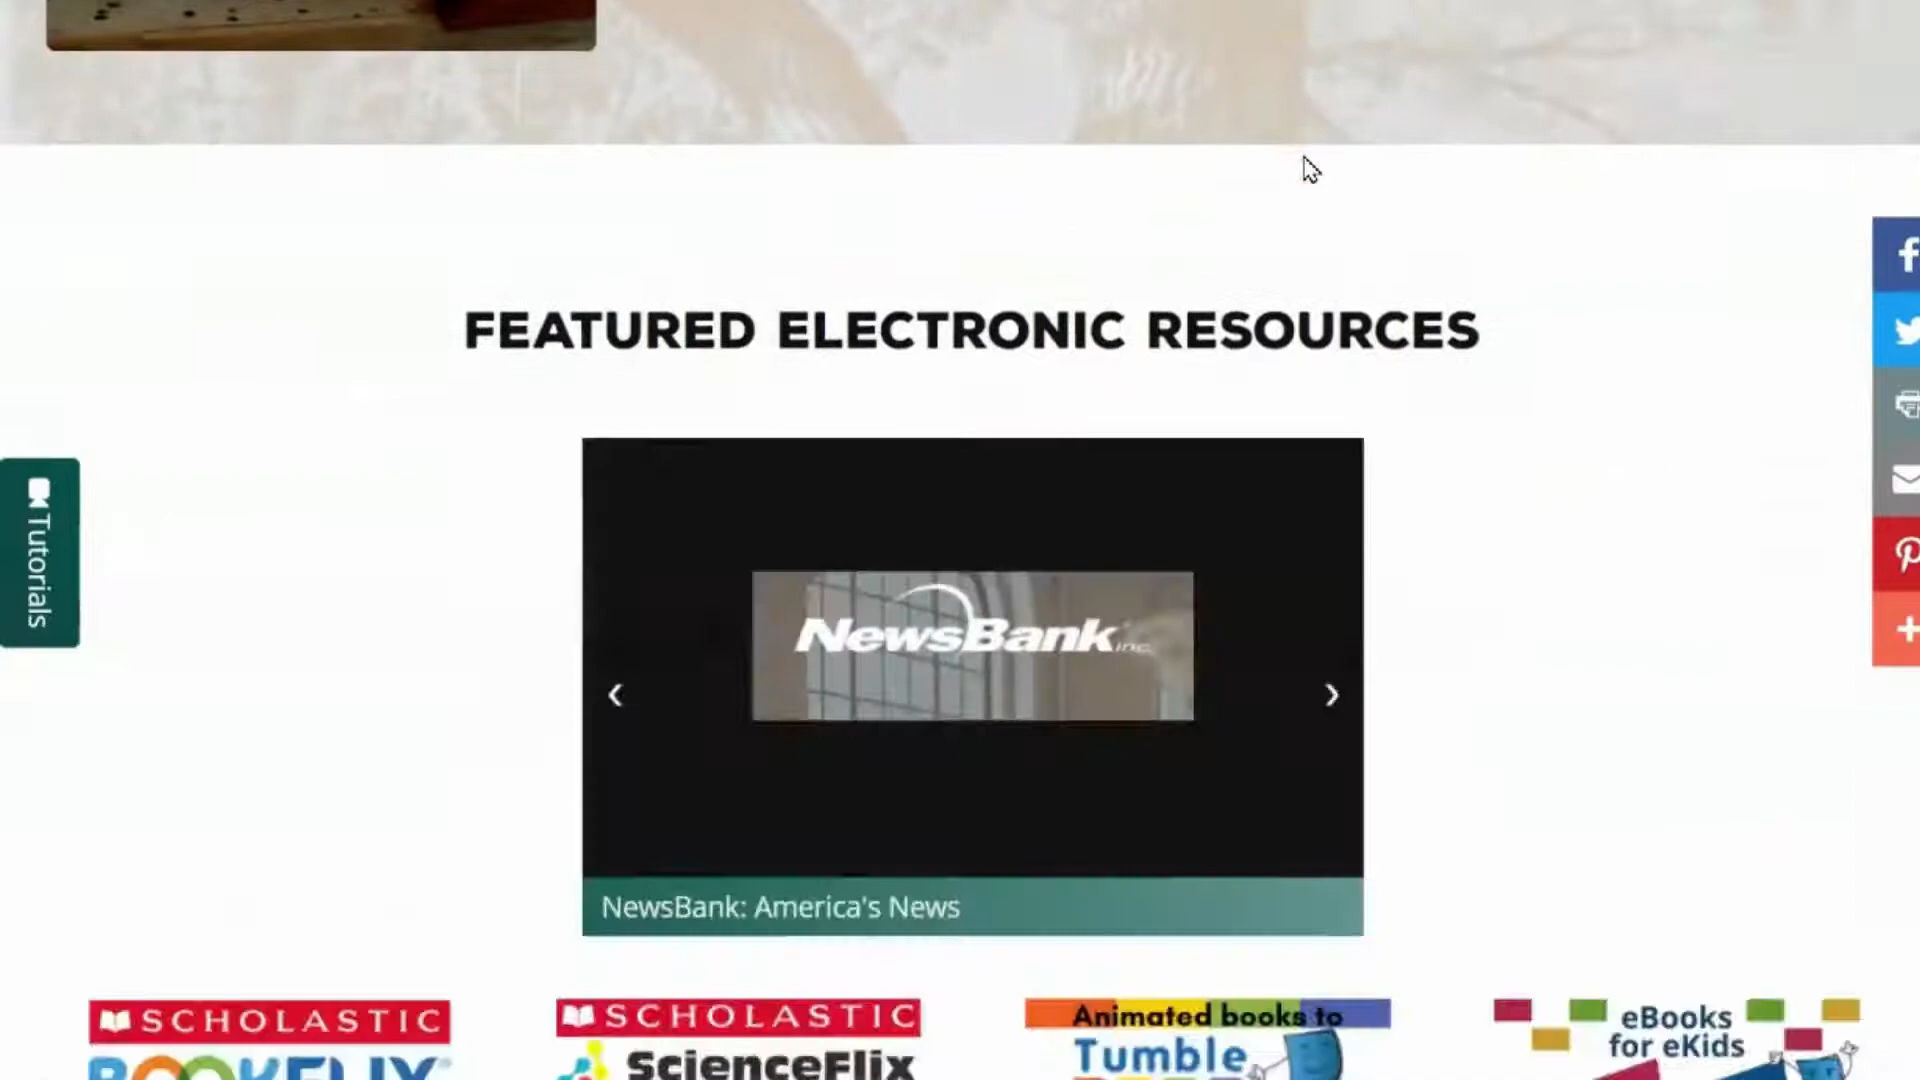 FEATURED ELECTRONIC RESOURCES
Tutorials
NewsBank inc.
NewsBank: America's News
SCHOLASTIC
BOOKFLIX
SCHOLASTIC
ScienceFlix
Animated books to
Tumble
eBooks
for eKids